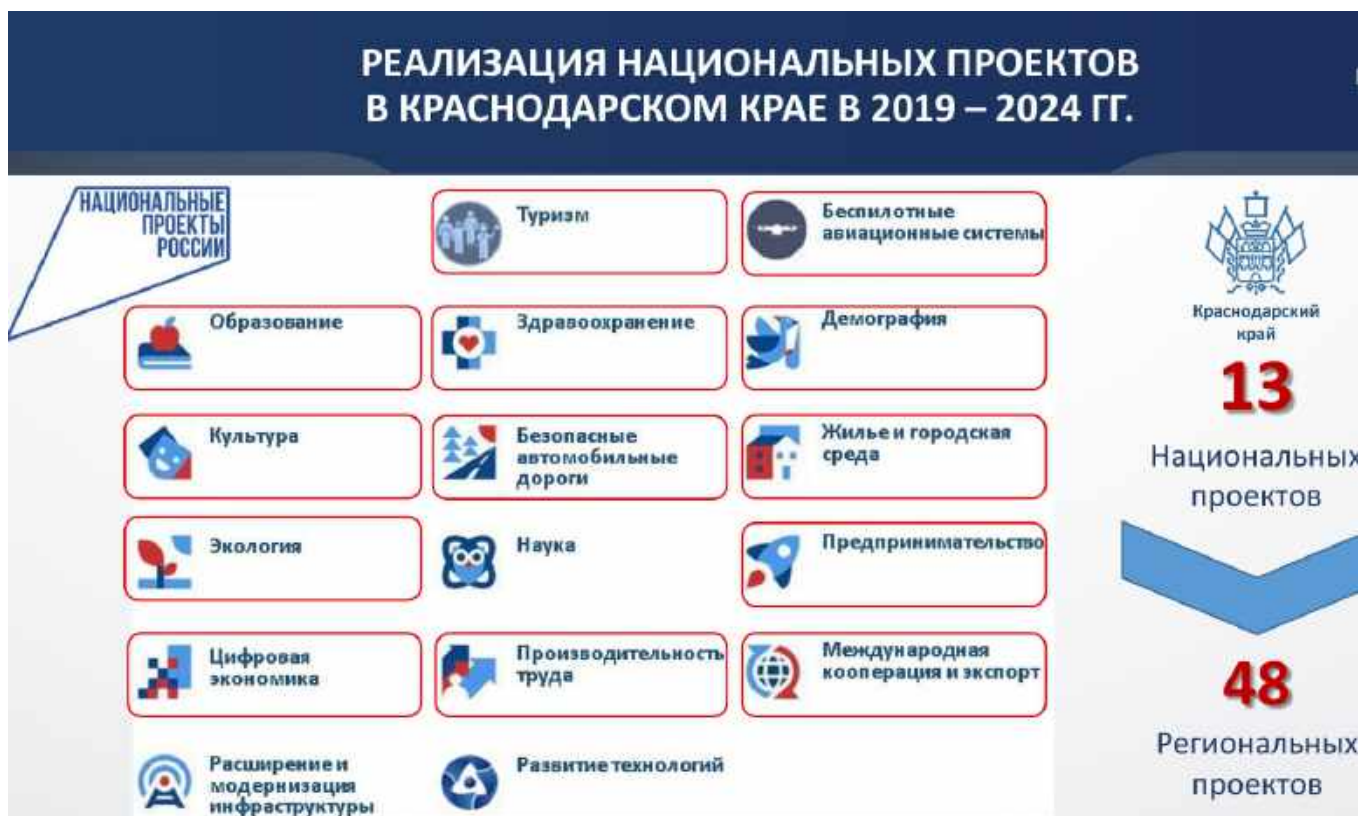 РЕАЛИЗАЦИЯ НАЦИОНАЛЬНЫХ ПРОЕКТОВ
В КРАСНОДАРСКОМ КРАЕ В 2019 – 2024 ГГ.
НАЦИОНАЛЬНЫЕ
ПРОЕКТЫ
РОССИИ
Туризм
Беспилотные
авиационные системы
Образование
Здравоохранение
Демография
Культура
Безопасные
автомобильные
дороги
Жилье и городская
среда
Экология
Наука
Предпринимательство
Цифровая
экономика
Производительность
труда
Международная
кооперация и экспорт
Расширение и
модернизация
инфраструктуры
Развитие технологий
Краснодарский
край
13
Национальных
проектов
48
Региональных
проектов